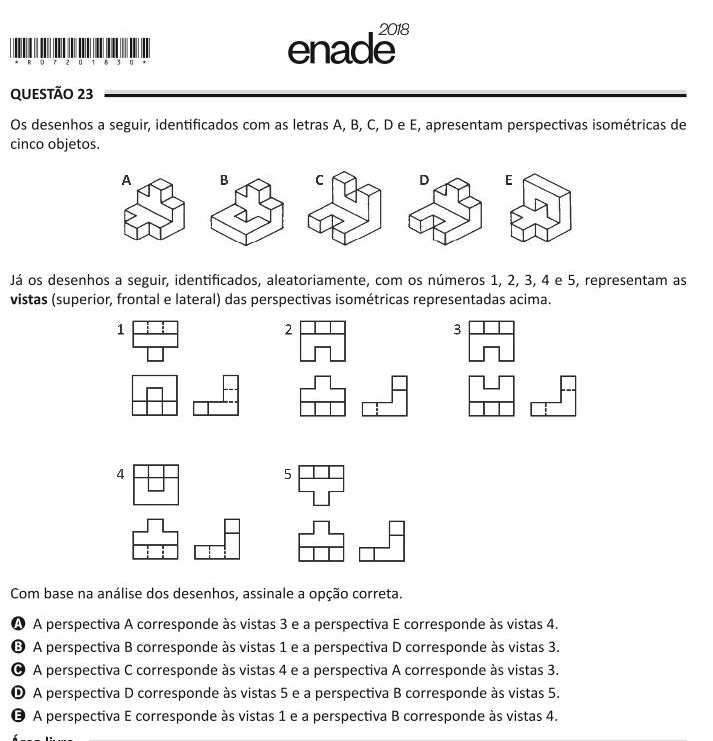 enade 2018
* R 0 7 2 0 1 8 3 0 *
QUESTÃO 23
Os desenhos a seguir, identificados com as letras A, B, C, D e E, apresentam perspectivas isométricas de
cinco objetos.
A B C D E
Já os desenhos a seguir, identificados, aleatoriamente, com os números 1, 2, 3, 4 e 5, representam as
vistas (superior, frontal e lateral) das perspectivas isométricas representadas acima.
1 2 3
4 5
Com base na análise dos desenhos, assinale a opção correta.
A A perspectiva A corresponde às vistas 3 e a perspectiva E corresponde às vistas 4.
B A perspectiva B corresponde às vistas 1 e a perspectiva D corresponde às vistas 3.
C A perspectiva C corresponde às vistas 4 e a perspectiva A corresponde às vistas 3.
D A perspectiva D corresponde às vistas 5 e a perspectiva B corresponde às vistas 5.
E A perspectiva E corresponde às vistas 1 e a perspectiva B corresponde às vistas 4.